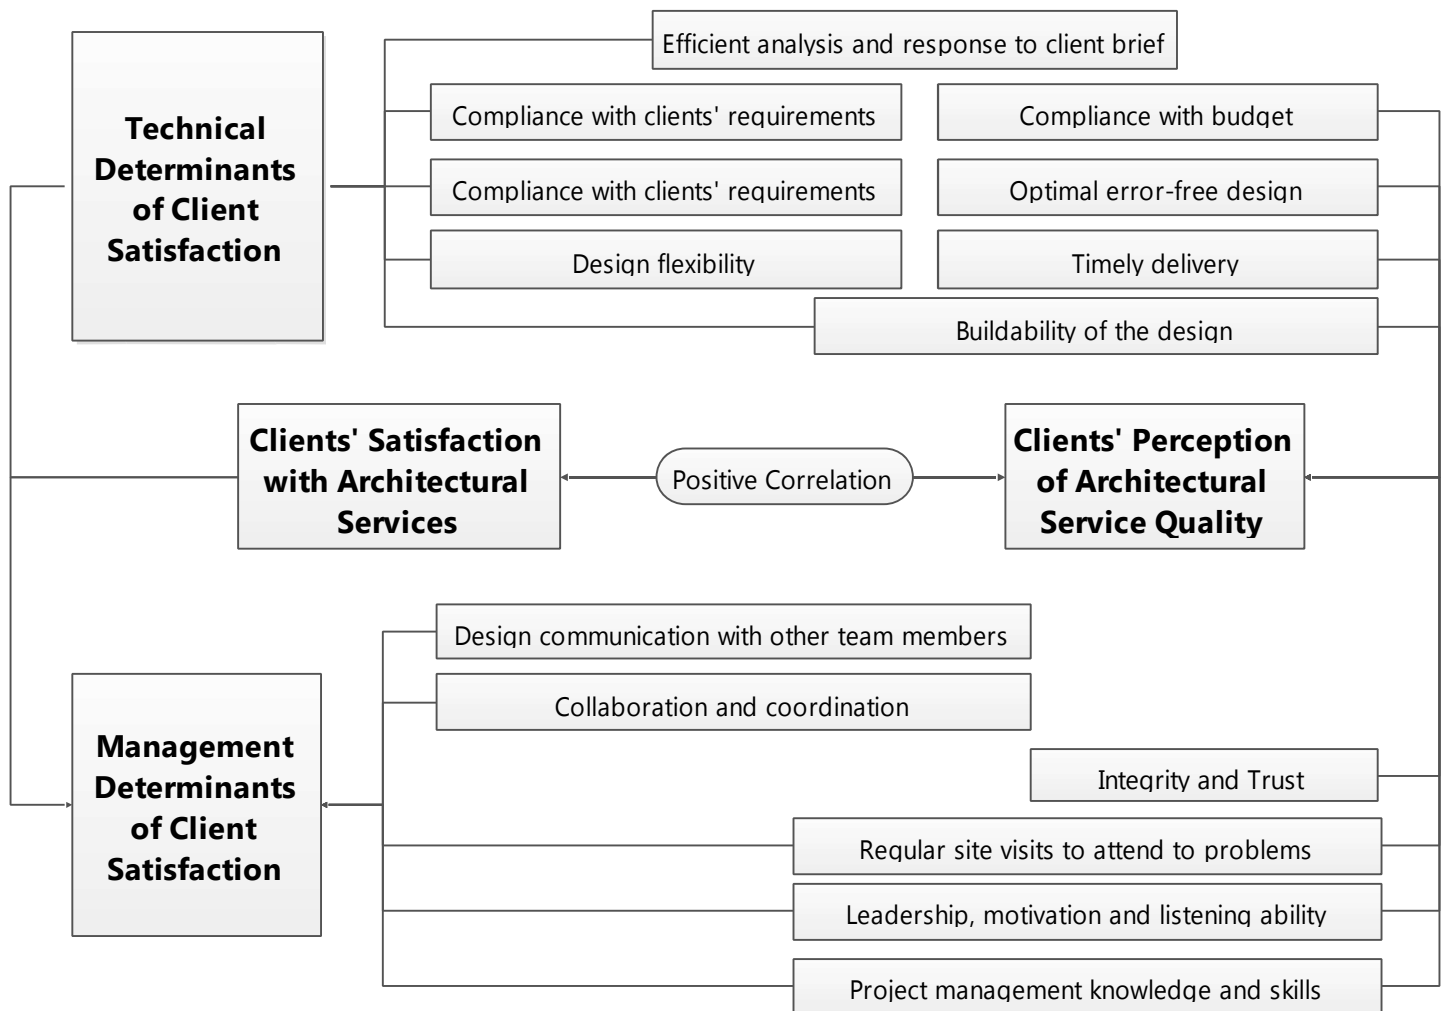 Efficient analysis and response to client brief
Technical
Determinants
of Client
Satisfaction
Compliance with clients' requirements
Compliance with budget
Compliance with clients' requirements
Optimal error-free design
Design flexibility
Timely delivery
Buildability of the design
Clients' Satisfaction
with Architectural
Services
Positive Correlation
Clients' Perception
of Architectural
Service Quality
Design communication with other team members
Collaboration and coordination
Management
Determinants
of Client
Satisfaction
Integrity and Trust
Regular site visits to attend to problems
Leadership, motivation and listening ability
Project management knowledge and skills